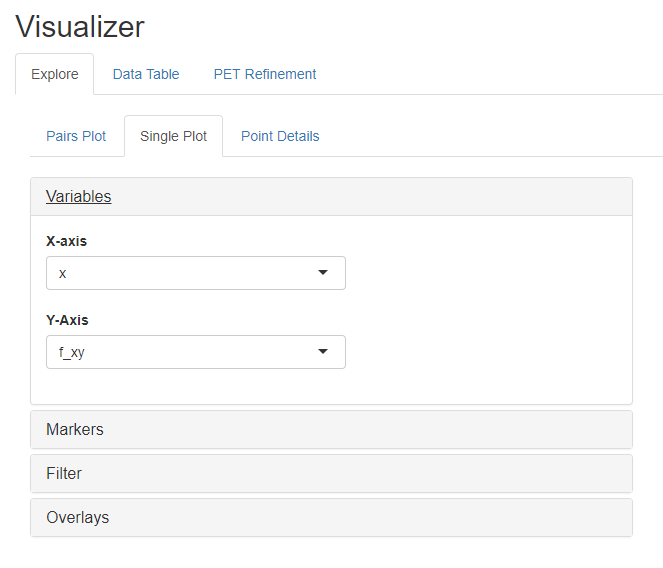 Visualizer
Explore Data Table PET Refinement
Pairs Plot Single Plot Point Details
Variables
X-axis
x
Y-Axis
f_xy
Markers
Filter
Overlays